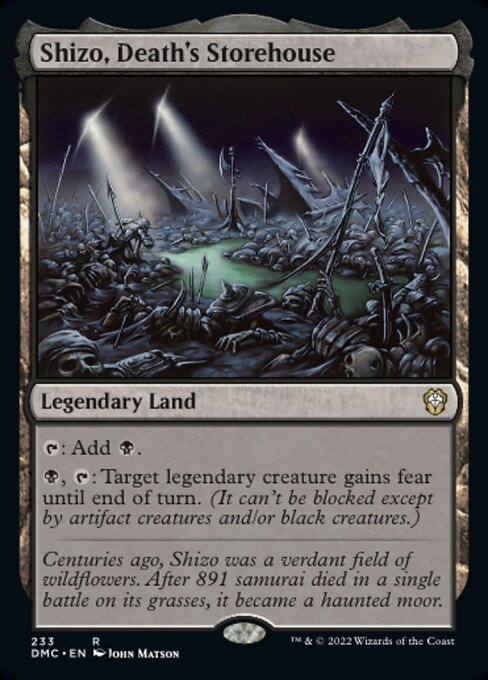 Shizo, Death's Storehouse
Legendary Land
: Add .
, : Target legendary creature gains fear
until end of turn. (It can't be blocked except
by artifact creatures and/or black creatures.)
Centuries ago, Shizo was a verdant field of
wildflowers. After 891 samurai died in a single
battle on its grasses, it became a haunted moor.
233 R
DMC • EN John Matson
™ & © 2022 Wizards of the Coast